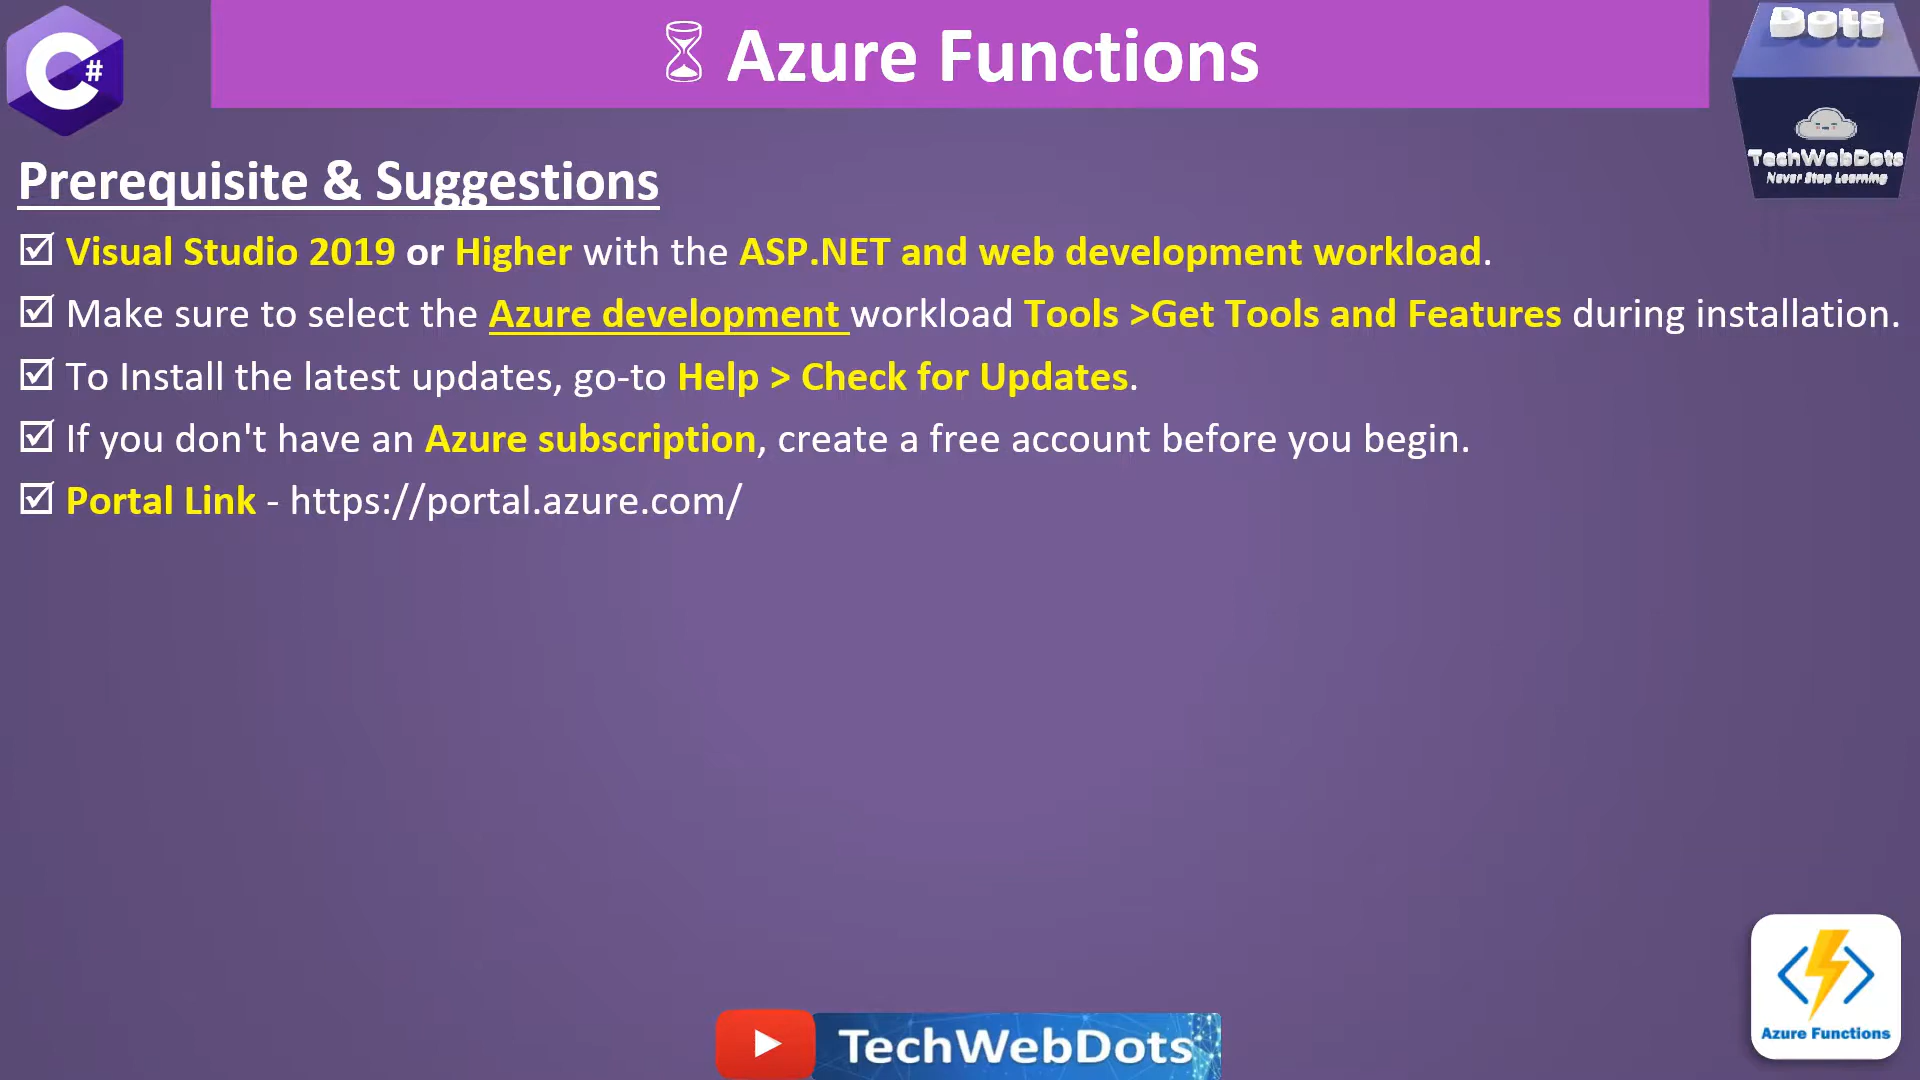 C#
Azure Functions
Dots
TechWebDots
Never Stop Learning
Prerequisite & Suggestions
Visual Studio 2019 or Higher with the ASP.NET and web development workload.
Make sure to select the Azure development workload Tools >Get Tools and Features during installation.
To Install the latest updates, go-to Help > Check for Updates.
If you don't have an Azure subscription, create a free account before you begin.
Portal Link - https://portal.azure.com/
Azure Functions
TechWebDots